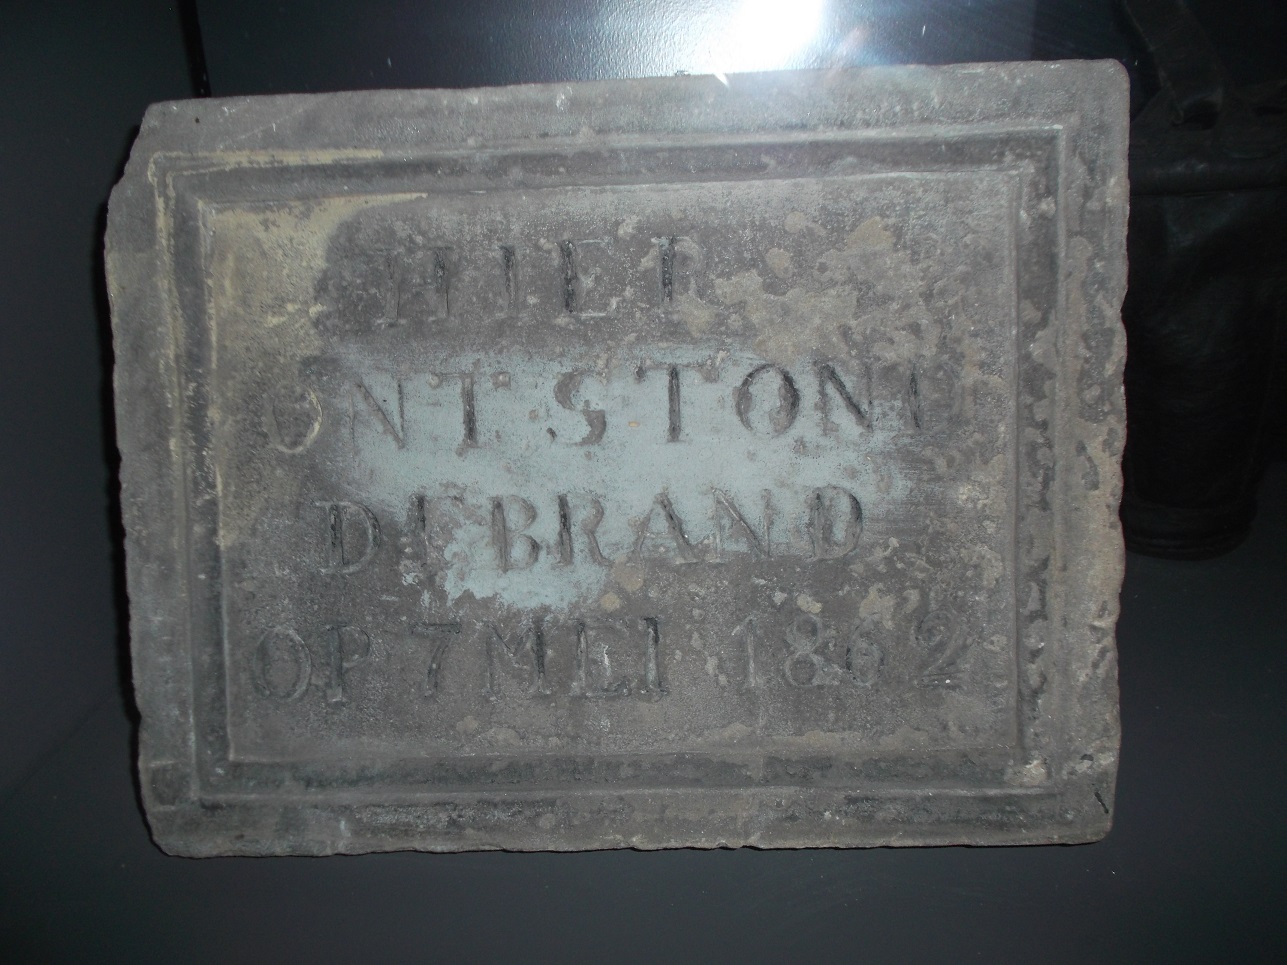 HIER
ONTSTOND
DE BRAND
OP 7 MEI 1862